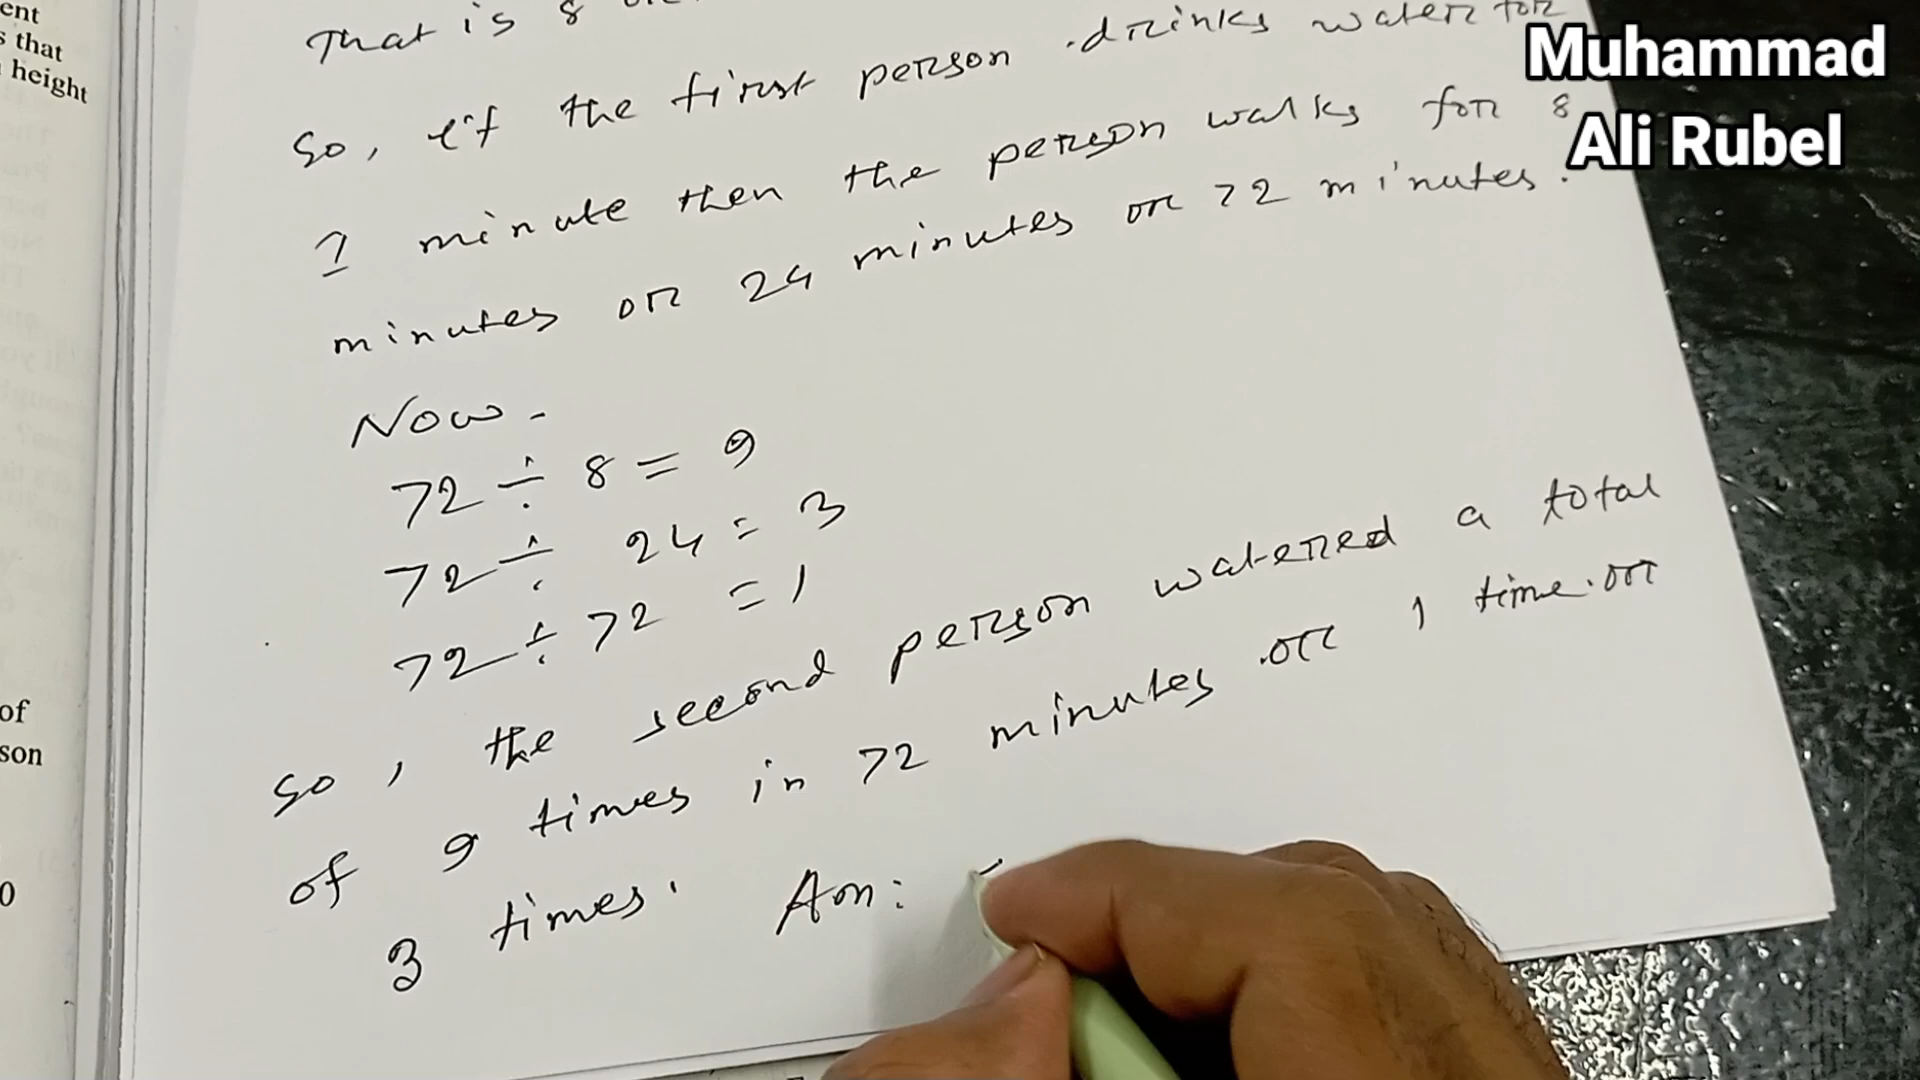 ent
s that
height
of
son
0
Muhammad
Ali Rubel
That is 8
So, if the first person drinks water for
1 minute then the person walks for 8
minutes or 24 minutes or 72 minutes.
Now-
72 ÷ 8 = 9
72 ÷ 24 = 3
72 ÷ 72 = 1
So, the second person watered a total
of 9 times in 72 minutes or 1 time or
3 times. Ans: